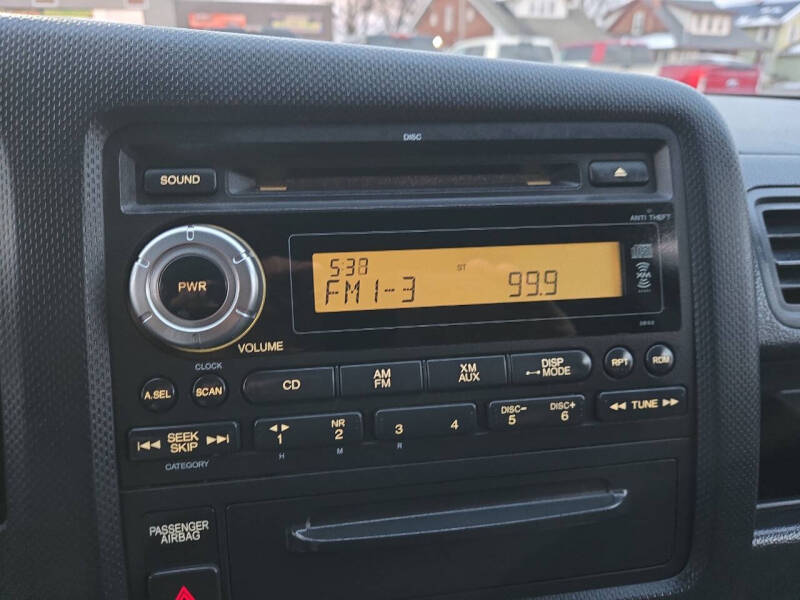 DISC
SOUND
ANTI THEFT
5:37
ST
FM1-3
99.9
XM
PWR
VOLUME
CLOCK
A.SEL
SCAN
CD
AM
FM
XM
AUX
DISP
MODE
RPT
RDM
SEEK
SKIP
CATEGORY
1
NR
2
3
4
DISC-
5
DISC+
6
TUNE
H
M
R
PASSENGER
AIRBAG